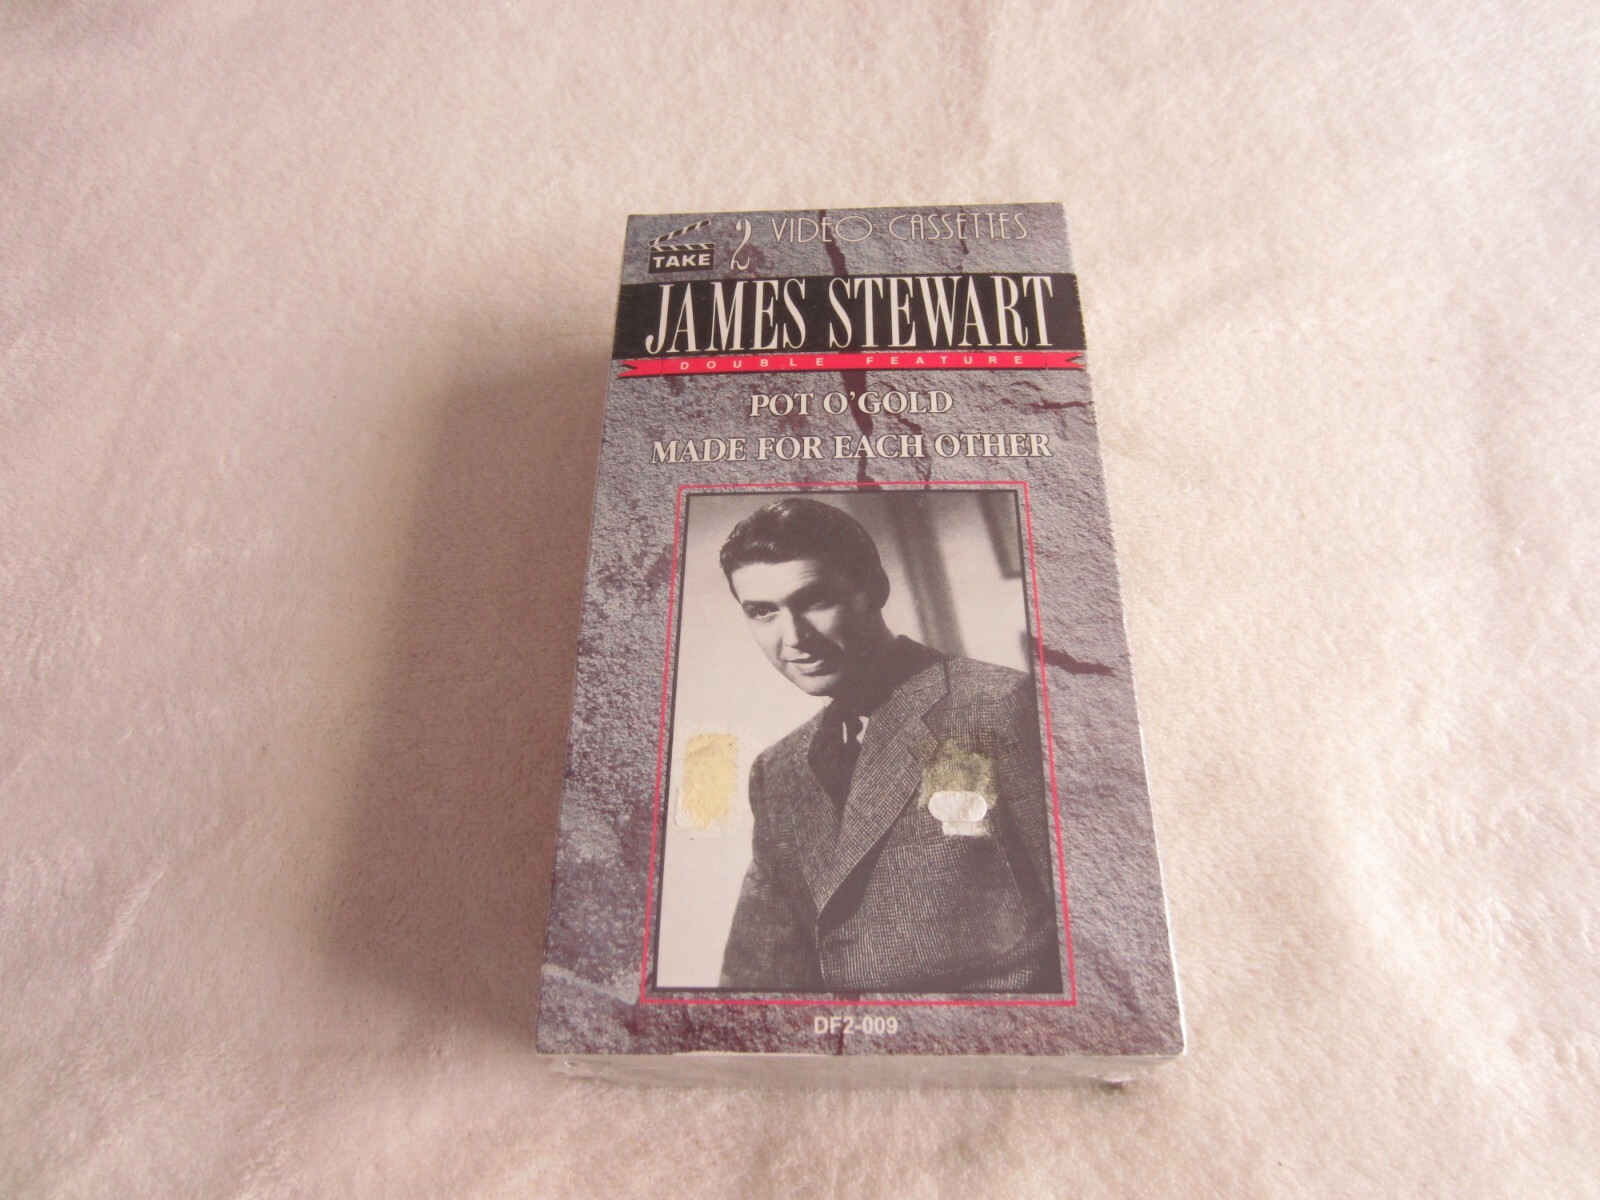 TAKE 2 VIDEO CASSETTES
JAMES STEWART
DOUBLE FEATURE
POT O'GOLD
MADE FOR EACH OTHER
DF2-009